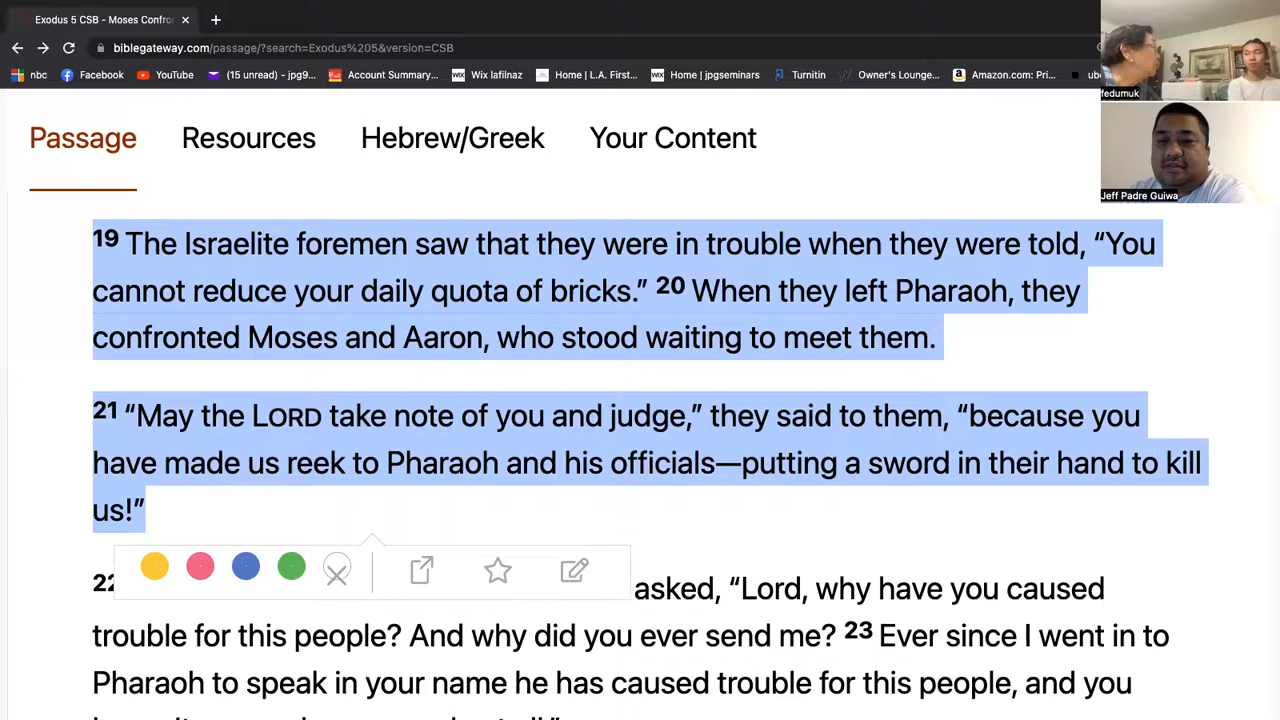 Exodus 5 CSB - Moses Confro
biblegateway.com/passage/?search=Exodus%205&version=CSB
nbc Facebook YouTube (15 unread) - jpg9... Account Summary... Wix lafilnaz Home | L.A. First... Home | jpgseminars Turnitin Owner's Lounge... Amazon.com: Pri... ube
fedumuk
Jeff Padre Guiwa
Passage Resources Hebrew/Greek Your Content
19 The Israelite foremen saw that they were in trouble when they were told, “You
cannot reduce your daily quota of bricks.” 20 When they left Pharaoh, they
confronted Moses and Aaron, who stood waiting to meet them.
21 “May the LORD take note of you and judge,” they said to them, “because you
have made us reek to Pharaoh and his officials—putting a sword in their hand to kill
us!”
22 asked, “Lord, why have you caused
trouble for this people? And why did you ever send me? 23 Ever since I went in to
Pharaoh to speak in your name he has caused trouble for this people, and you